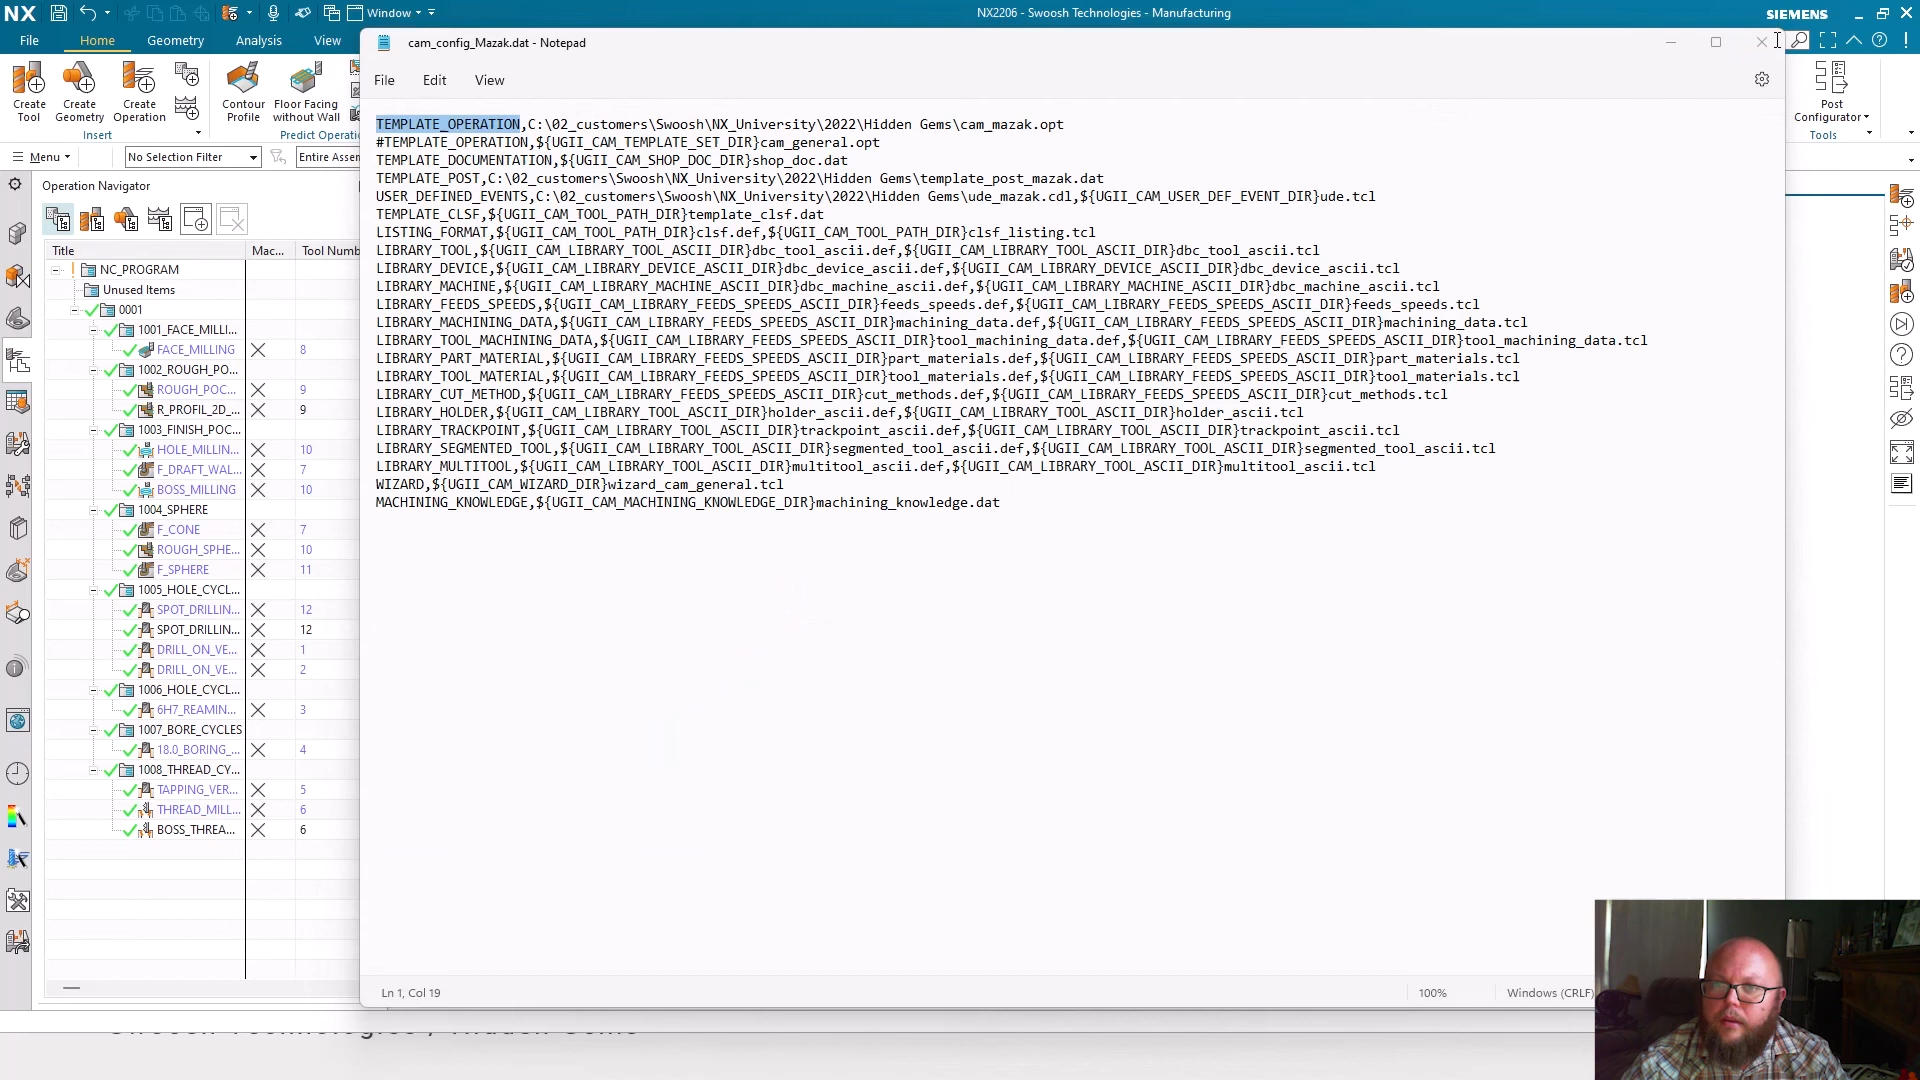 NX
Window
NX2206 - Swoosh Technologies - Manufacturing
SIEMENS
File
Home
Geometry
Analysis
View
cam_config_Mazak.dat - Notepad
File
Edit
View
Create Tool
Create Geometry
Create Operation
Contour Profile
Floor Facing without Wall
Insert
Predict Operatio
Post Configurator
Tools
Menu
No Selection Filter
Entire Assem
Operation Navigator
Title
Mac...
Tool Numb
NC_PROGRAM
Unused Items
0001
1001_FACE_MILLI...
FACE_MILLING 8
1002_ROUGH_PO...
ROUGH_POC... 9
R_PROFIL_2D_... 9
1003_FINISH_POC...
HOLE_MILLIN... 10
F_DRAFT_WAL... 7
BOSS_MILLING 10
1004_SPHERE
F_CONE 7
ROUGH_SPHE... 10
F_SPHERE 11
1005_HOLE_CYCL...
SPOT_DRILLIN... 12
SPOT_DRILLIN... 12
DRILL_ON_VE... 1
DRILL_ON_VE... 2
1006_HOLE_CYCL...
6H7_REAMIN... 3
1007_BORE_CYCLES
18.0_BORING_... 4
1008_THREAD_CY...
TAPPING_VER... 5
THREAD_MILL... 6
BOSS_THREA... 6
TEMPLATE_OPERATION,C:\02_customers\Swoosh\NX_University\2022\Hidden Gems\cam_mazak.opt
#TEMPLATE_OPERATION,${UGII_CAM_TEMPLATE_SET_DIR}cam_general.opt
TEMPLATE_DOCUMENTATION,${UGII_CAM_SHOP_DOC_DIR}shop_doc.dat
TEMPLATE_POST,C:\02_customers\Swoosh\NX_University\2022\Hidden Gems\template_post_mazak.dat
USER_DEFINED_EVENTS,C:\02_customers\Swoosh\NX_University\2022\Hidden Gems\ude_mazak.cdl,${UGII_CAM_USER_DEF_EVENT_DIR}ude.tcl
TEMPLATE_CLSF,${UGII_CAM_TOOL_PATH_DIR}template_clsf.dat
LISTING_FORMAT,${UGII_CAM_TOOL_PATH_DIR}clsf.def,${UGII_CAM_TOOL_PATH_DIR}clsf_listing.tcl
LIBRARY_TOOL,${UGII_CAM_LIBRARY_TOOL_ASCII_DIR}dbc_tool_ascii.def,${UGII_CAM_LIBRARY_TOOL_ASCII_DIR}dbc_tool_ascii.tcl
LIBRARY_DEVICE,${UGII_CAM_LIBRARY_DEVICE_ASCII_DIR}dbc_device_ascii.def,${UGII_CAM_LIBRARY_DEVICE_ASCII_DIR}dbc_device_ascii.tcl
LIBRARY_MACHINE,${UGII_CAM_LIBRARY_MACHINE_ASCII_DIR}dbc_machine_ascii.def,${UGII_CAM_LIBRARY_MACHINE_ASCII_DIR}dbc_machine_ascii.tcl
LIBRARY_FEEDS_SPEEDS,${UGII_CAM_LIBRARY_FEEDS_SPEEDS_ASCII_DIR}feeds_speeds.def,${UGII_CAM_LIBRARY_FEEDS_SPEEDS_ASCII_DIR}feeds_speeds.tcl
LIBRARY_MACHINING_DATA,${UGII_CAM_LIBRARY_FEEDS_SPEEDS_ASCII_DIR}machining_data.def,${UGII_CAM_LIBRARY_FEEDS_SPEEDS_ASCII_DIR}machining_data.tcl
LIBRARY_TOOL_MACHINING_DATA,${UGII_CAM_LIBRARY_FEEDS_SPEEDS_ASCII_DIR}tool_machining_data.def,${UGII_CAM_LIBRARY_FEEDS_SPEEDS_ASCII_DIR}tool_machining_data.tcl
LIBRARY_PART_MATERIAL,${UGII_CAM_LIBRARY_FEEDS_SPEEDS_ASCII_DIR}part_materials.def,${UGII_CAM_LIBRARY_FEEDS_SPEEDS_ASCII_DIR}part_materials.tcl
LIBRARY_TOOL_MATERIAL,${UGII_CAM_LIBRARY_FEEDS_SPEEDS_ASCII_DIR}tool_materials.def,${UGII_CAM_LIBRARY_FEEDS_SPEEDS_ASCII_DIR}tool_materials.tcl
LIBRARY_CUT_METHOD,${UGII_CAM_LIBRARY_FEEDS_SPEEDS_ASCII_DIR}cut_methods.def,${UGII_CAM_LIBRARY_FEEDS_SPEEDS_ASCII_DIR}cut_methods.tcl
LIBRARY_HOLDER,${UGII_CAM_LIBRARY_TOOL_ASCII_DIR}holder_ascii.def,${UGII_CAM_LIBRARY_TOOL_ASCII_DIR}holder_ascii.tcl
LIBRARY_TRACKPOINT,${UGII_CAM_LIBRARY_TOOL_ASCII_DIR}trackpoint_ascii.def,${UGII_CAM_LIBRARY_TOOL_ASCII_DIR}trackpoint_ascii.tcl
LIBRARY_SEGMENTED_TOOL,${UGII_CAM_LIBRARY_TOOL_ASCII_DIR}segmented_tool_ascii.def,${UGII_CAM_LIBRARY_TOOL_ASCII_DIR}segmented_tool_ascii.tcl
LIBRARY_MULTITOOL,${UGII_CAM_LIBRARY_TOOL_ASCII_DIR}multitool_ascii.def,${UGII_CAM_LIBRARY_TOOL_ASCII_DIR}multitool_ascii.tcl
WIZARD,${UGII_CAM_WIZARD_DIR}wizard_cam_general.tcl
MACHINING_KNOWLEDGE,${UGII_CAM_MACHINING_KNOWLEDGE_DIR}machining_knowledge.dat
Ln 1, Col 19
100%
Windows (CRLF)